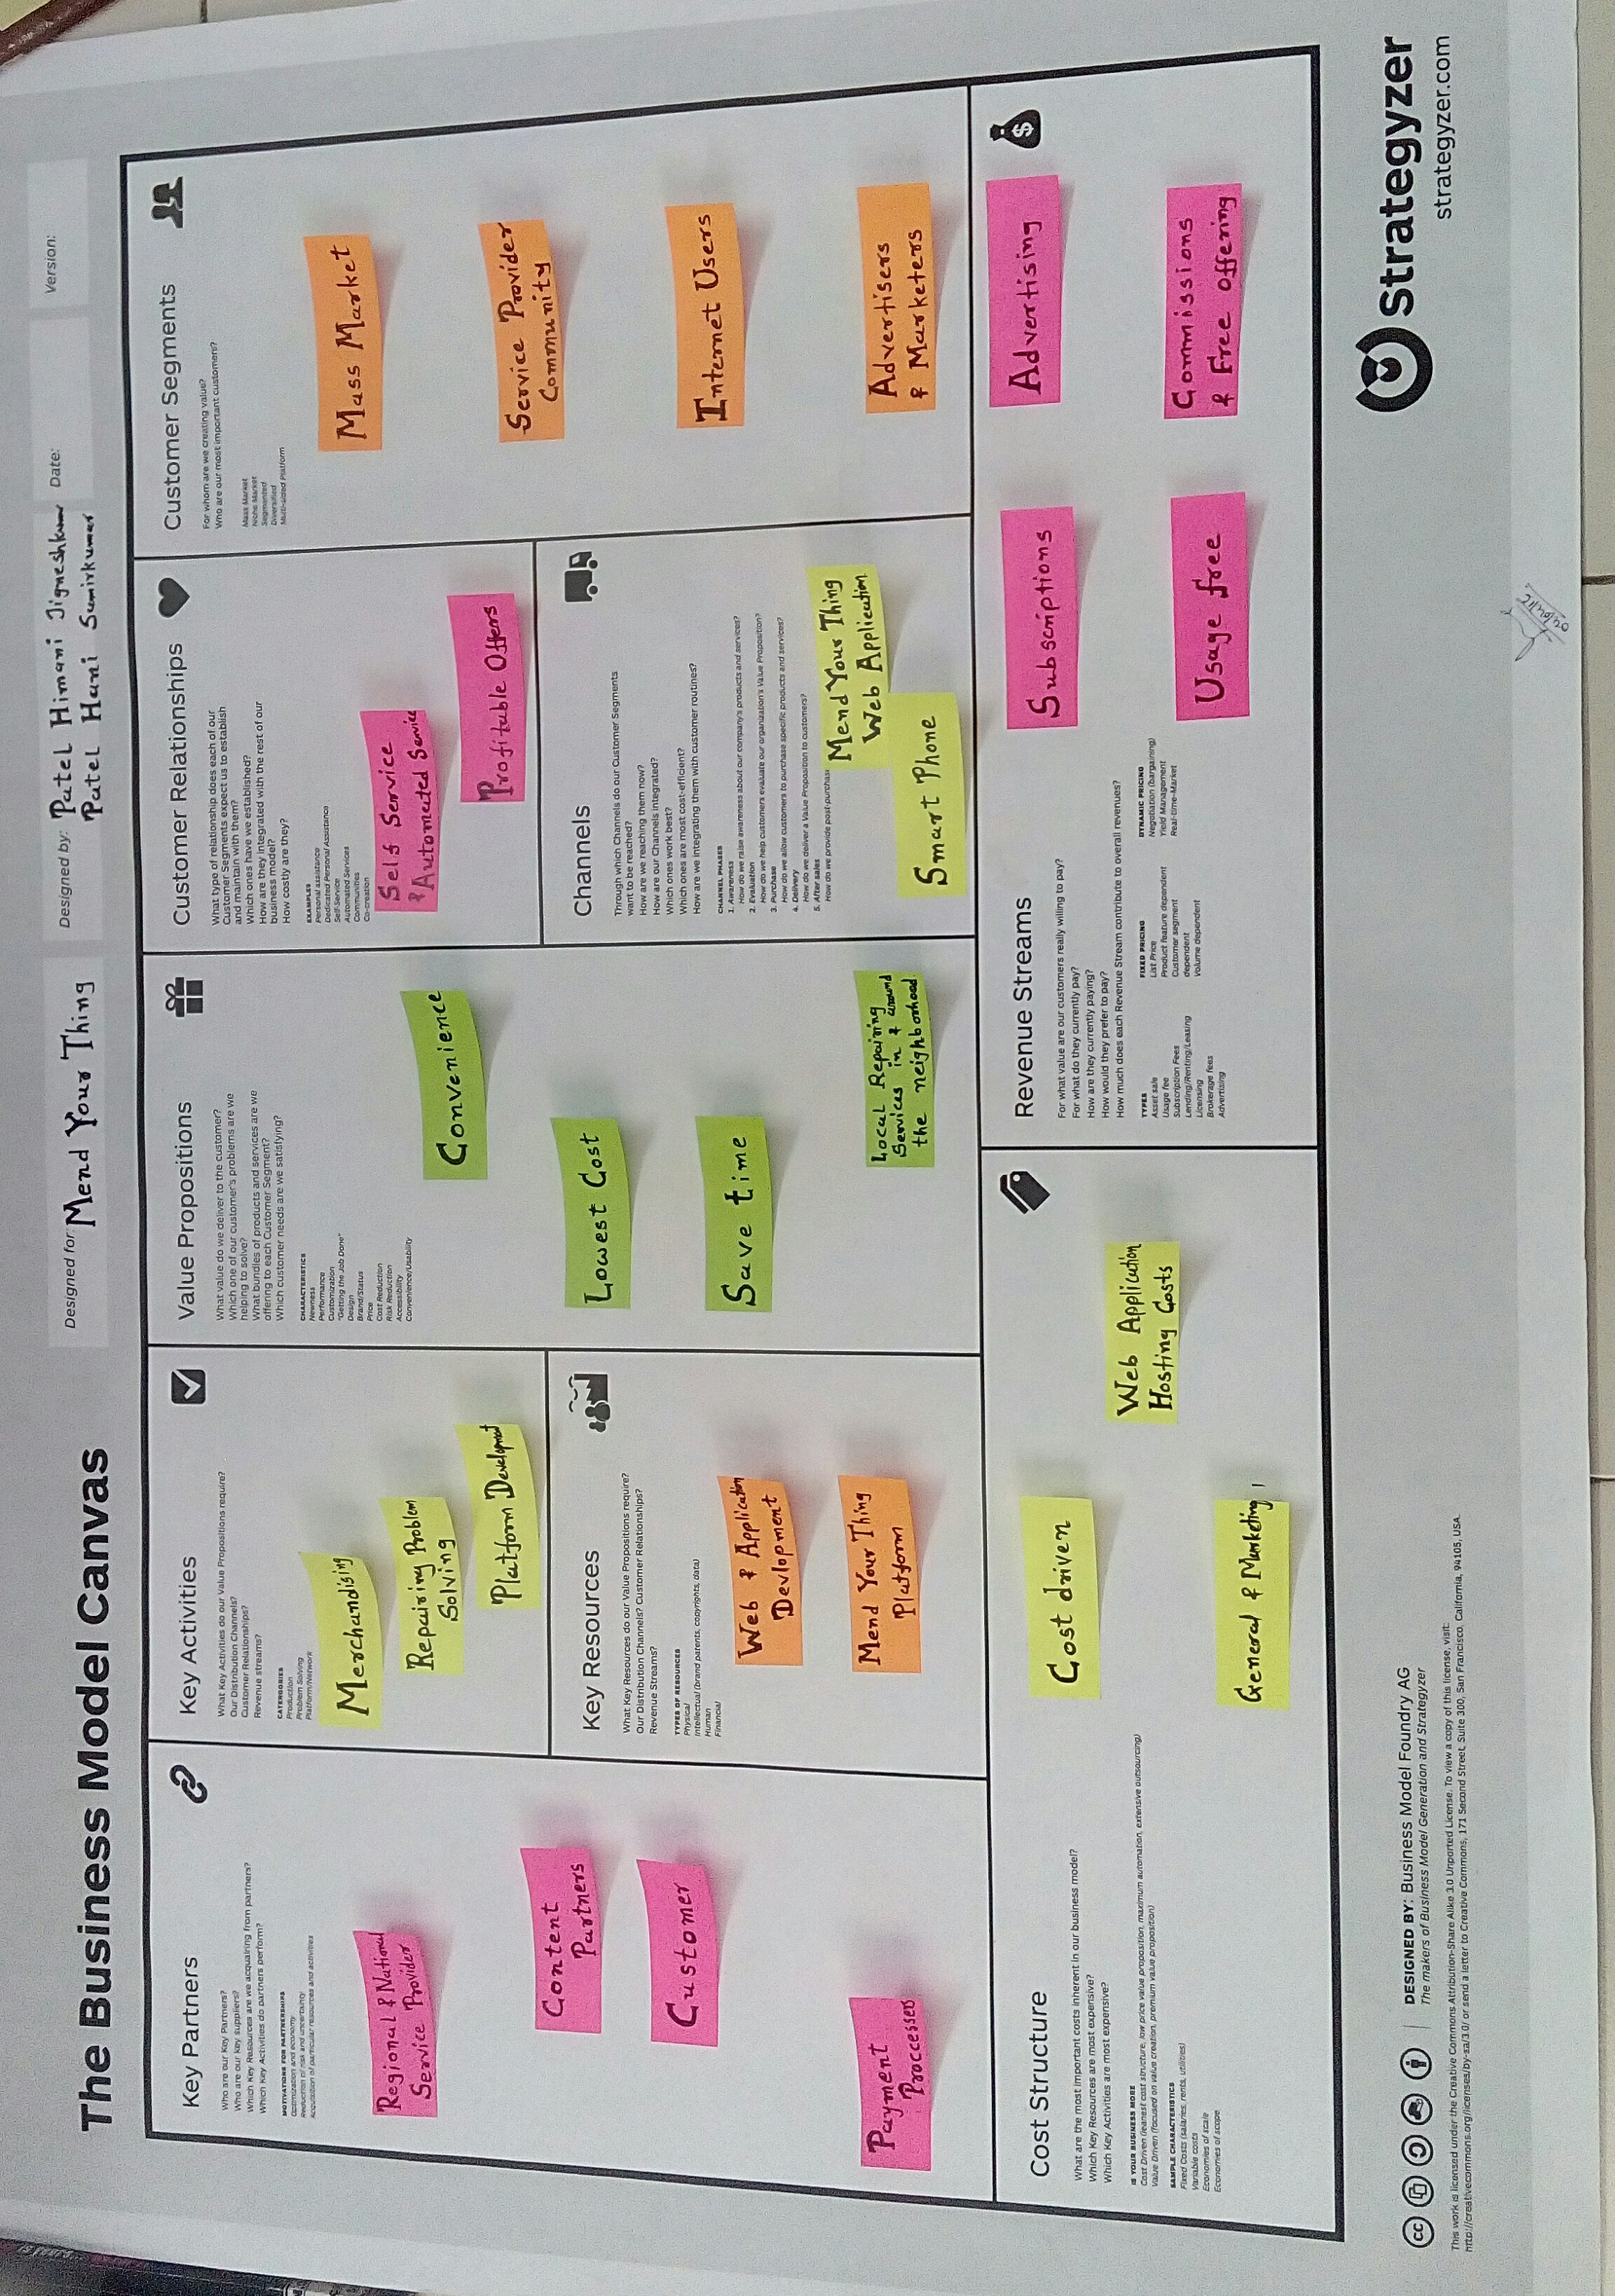 The Business Model Canvas
Designed for:
Mend Your Thing
Designed by:
Patel Himani Jigneshkumar
Patel Hani Sumirkumar
Date:
Version:
Key Partners
Who are our Key Partners?
Who are our key suppliers?
Which Key Resources are we acquairing from partners?
Which Key Activities do partners perform?
MOTIVATIONS FOR PARTNERSHIPS
Optimization and economy
Reduction of risk and uncertainty
Acquisition of particular resources and activities
Regional & National
Service Provider
Content
Partners
Customer
Payment
Proccessers
Key Activities
What Key Activities do our Value Propositions require?
Our Distribution Channels?
Customer Relationships?
Revenue streams?
CATERGORIES
Production
Problem Solving
Platform/Network
Merchandising
Repairing Problem
Solving
Platform Development
Key Resources
What Key Resources do our Value Propositions require?
Our Distribution Channels? Customer Relationships?
Revenue Streams?
TYPES OF RESOURCES
Physical
Intellectual (brand patents, copyrights, data)
Human
Financial
Web & Application
Devlopment
Mend Your Thing
Platform
Value Propositions
What value do we deliver to the customer?
Which one of our customer's problems are we
helping to solve?
What bundles of products and services are we
offering to each Customer Segment?
Which customer needs are we satisfying?
CHARACTERISTICS
Newness
Performance
Customization
"Getting the Job Done"
Design
Brand/Status
Price
Cost Reduction
Risk Reduction
Accessibility
Convenience/Usability
Convenience
Lowest Cost
Save time
Local Repairing
Services in & around
the neighborhood
Customer Relationships
What type of relationship does each of our
Customer Segments expect us to establish
and maintain with them?
Which ones have we established?
How are they integrated with the rest of our
business model?
How costly are they?
EXAMPLES
Personal assistance
Dedicated Personal Assistance
Self-Service
Automated Services
Communities
Co-creation
Self Service
& Automated Service
Profitable Offers
Channels
Through which Channels do our Customer Segments
want to be reached?
How are we reaching them now?
How are our Channels integrated?
Which ones work best?
Which ones are most cost-efficient?
How are we integrating them with customer routines?
CHANNEL PHASES
1. Awareness
How do we raise awareness about our company's products and services?
2. Evaluation
How do we help customers evaluate our organization's Value Proposition?
3. Purchase
How do we allow customers to purchase specific products and services?
4. Delivery
How do we deliver a Value Proposition to customers?
5. After sales
How do we provide post-purchas
Mend Your Thing
Web Application
Smart Phone
Customer Segments
For whom are we creating value?
Who are our most important customers?
Mass Market
Niche Market
Segmented
Diversified
Multi-sided Platform
Mass Market
Service Provider
Community
Internet Users
Advertisers
& Marketers
Cost Structure
What are the most important costs inherent in our business model?
Which Key Resources are most expensive?
Which Key Activities are most expensive?
IS YOUR BUSINESS MORE
Cost Driven (leanest cost structure, low price value proposition, maximum automation, extensive outsourcing)
Value Driven (focused on value creation, premium value proposition)
SAMPLE CHARACTERISTICS
Fixed Costs (salaries, rents, utilities)
Variable costs
Economies of scale
Economies of scope
Cost driven
Web Application
Hosting Costs
General & Marketing
Revenue Streams
For what value are our customers really willing to pay?
For what do they currently pay?
How are they currently paying?
How would they prefer to pay?
How much does each Revenue Stream contribute to overall revenues?
TYPES
Asset sale
Usage fee
Subscription Fees
Lending/Renting/Leasing
Licensing
Brokerage fees
Advertising
FIXED PRICING
List Price
Product feature dependent
Customer segment
dependent
Volume dependent
DYNAMIC PRICING
Negotiation (bargaining)
Yield Management
Real-time-Market
Subscriptions
Advertising
Usage free
Commissions
& Free offering
cc
DESIGNED BY: Business Model Foundry AG
The makers of Business Model Generation and Strategyzer
This work is licensed under the Creative Commons Attribution-Share Alike 3.0 Unported License. To view a copy of this license, visit:
http://creativecommons.org/licenses/by-sa/3.0/ or send a letter to Creative Commons, 171 Second Street, Suite 300, San Francisco, California, 94105, USA.
Strategyzer
strategyzer.com